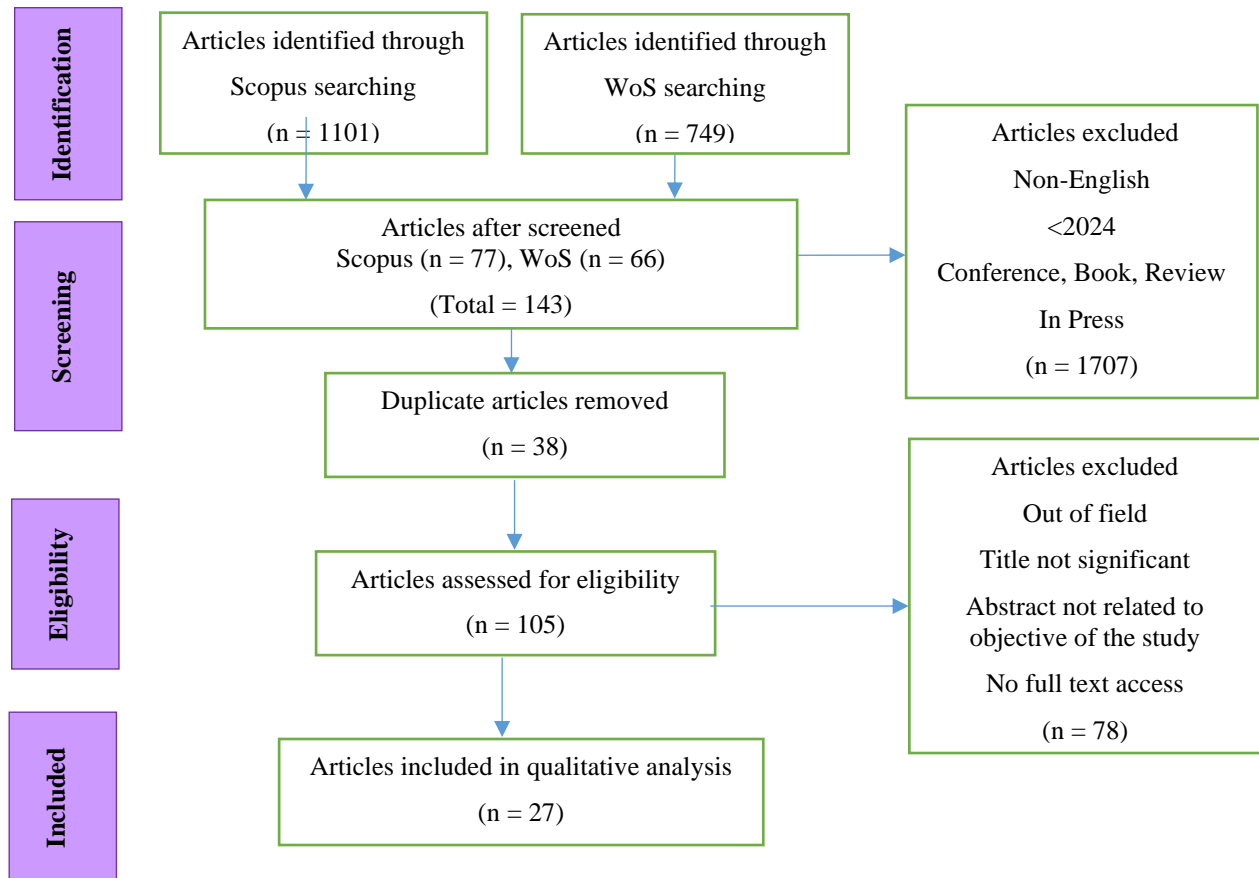 Identification
Articles identified through
Scopus searching
(n = 1101)
Articles identified through
WoS searching
(n = 749)
Articles excluded
Non-English
<2024
Conference, Book, Review
In Press
(n = 1707)
Screening
Articles after screened
Scopus (n = 77), WoS (n = 66)
(Total = 143)
Duplicate articles removed
(n = 38)
Eligibility
Articles assessed for eligibility
(n = 105)
Articles excluded
Out of field
Title not significant
Abstract not related to
objective of the study
No full text access
(n = 78)
Included
Articles included in qualitative analysis
(n = 27)